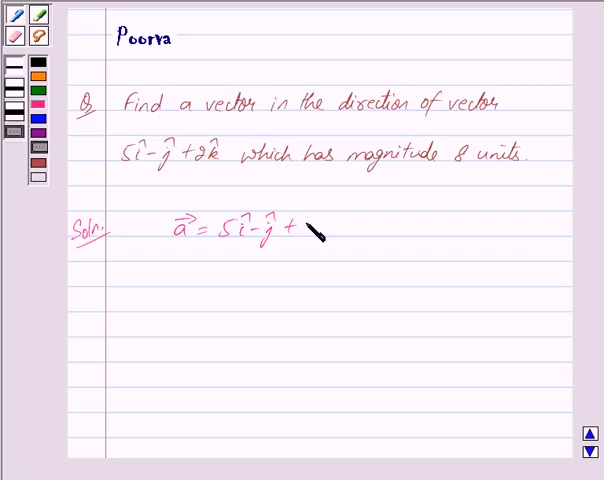 Poorva
Q Find a vector in the direction of vector
5î - ĵ + 2k̂ which has magnitude 8 units.
Soln. a⃗ = 5î - ĵ +